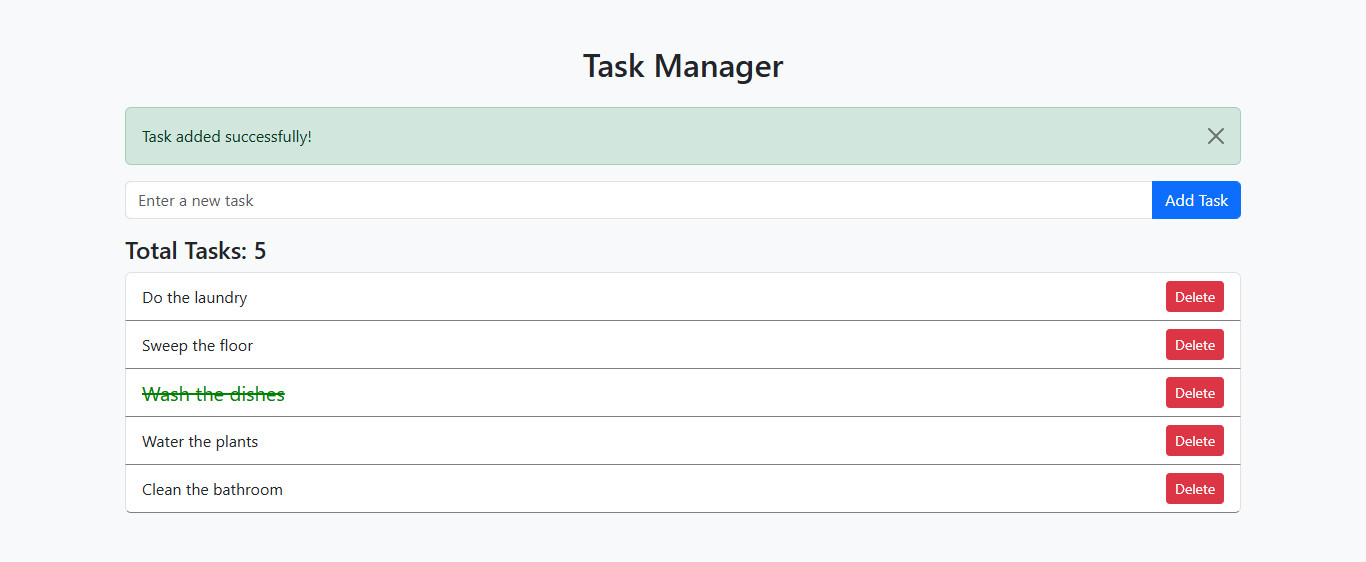 Task Manager
Task added successfully!
Enter a new task
Add Task
Total Tasks: 5
Do the laundry
Delete
Sweep the floor
Delete
Wash the dishes
Delete
Water the plants
Delete
Clean the bathroom
Delete